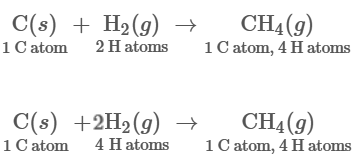 C(s) + H₂(g) → CH₄(g)
1 C atom 2 H atoms 1 C atom, 4 H atoms
C(s) +2H₂(g) → CH₄(g)
1 C atom 4 H atoms 1 C atom, 4 H atoms